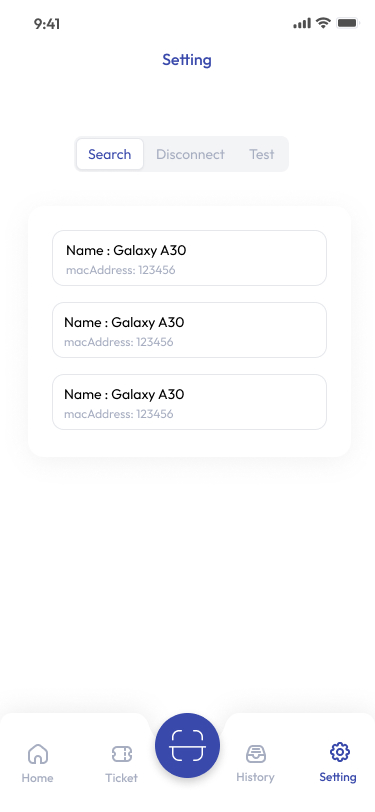 9:41
Setting
Search Disconnect Test
Name : Galaxy A30
macAddress: 123456
Name : Galaxy A30
macAddress: 123456
Name : Galaxy A30
macAddress: 123456
Home Ticket History Setting